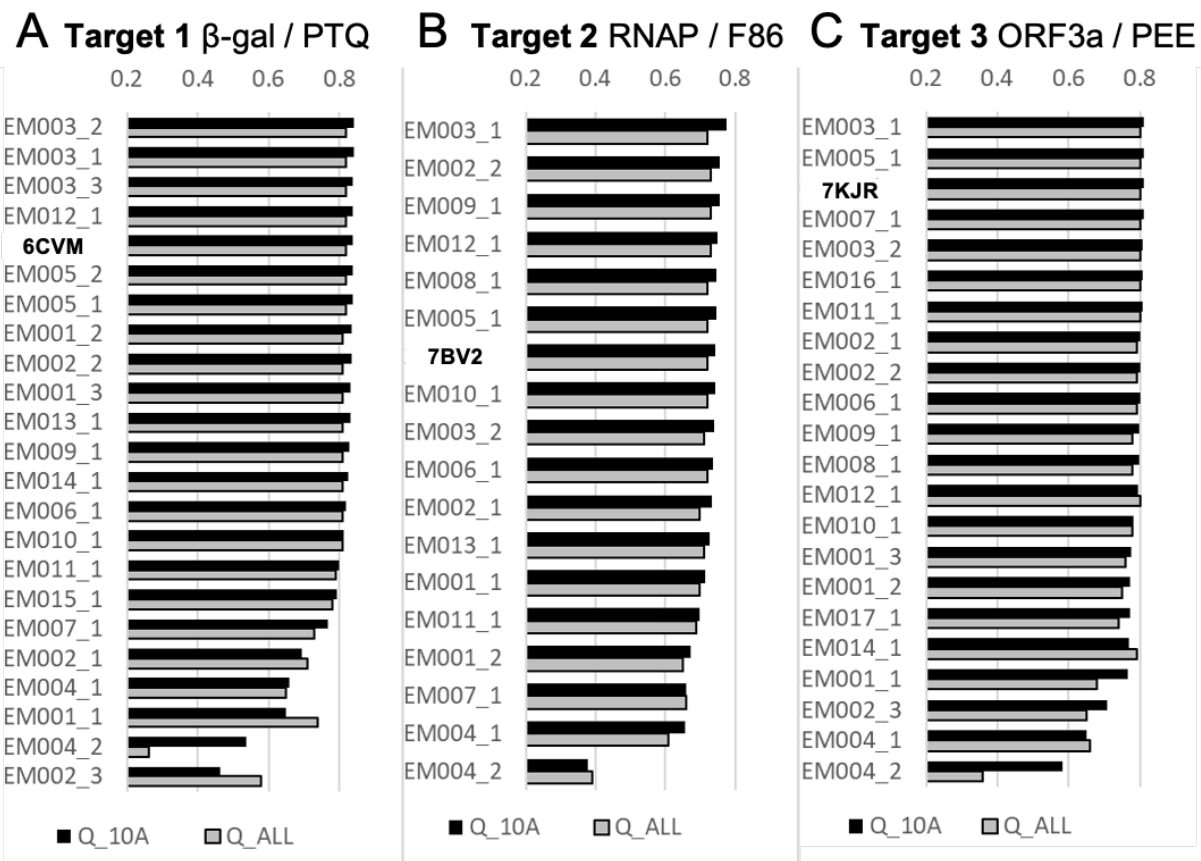 A Target 1 β-gal / PTQ
0.2 0.4 0.6 0.8
EM003_2
EM003_1
EM003_3
EM012_1
6CVM
EM005_2
EM005_1
EM001_2
EM002_2
EM001_3
EM013_1
EM009_1
EM014_1
EM006_1
EM010_1
EM011_1
EM015_1
EM007_1
EM002_1
EM004_1
EM001_1
EM004_2
EM002_3
Q_10A Q_ALL
B Target 2 RNAP / F86
0.2 0.4 0.6 0.8
EM003_1
EM002_2
EM009_1
EM012_1
EM008_1
EM005_1
7BV2
EM010_1
EM003_2
EM006_1
EM002_1
EM013_1
EM001_1
EM011_1
EM001_2
EM007_1
EM004_1
EM004_2
Q_10A Q_ALL
C Target 3 ORF3a / PEE
0.2 0.4 0.6 0.8
EM003_1
EM005_1
7KJR
EM007_1
EM003_2
EM016_1
EM011_1
EM002_1
EM002_2
EM006_1
EM009_1
EM008_1
EM012_1
EM010_1
EM001_3
EM001_2
EM017_1
EM014_1
EM001_1
EM002_3
EM004_1
EM004_2
Q_10A Q_ALL